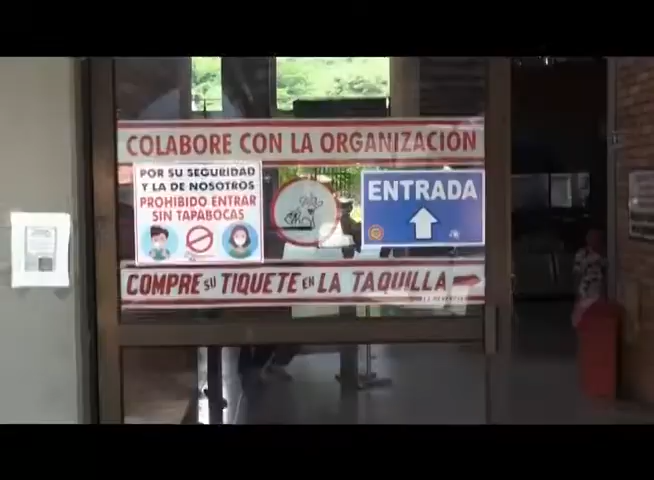 COLABORE CON LA ORGANIZACIÓN
POR SU SEGURIDAD
Y LA DE NOSOTROS
PROHIBIDO ENTRAR
SIN TAPABOCAS
ENTRADA
COMPRE SU TIQUETE EN LA TAQUILLA